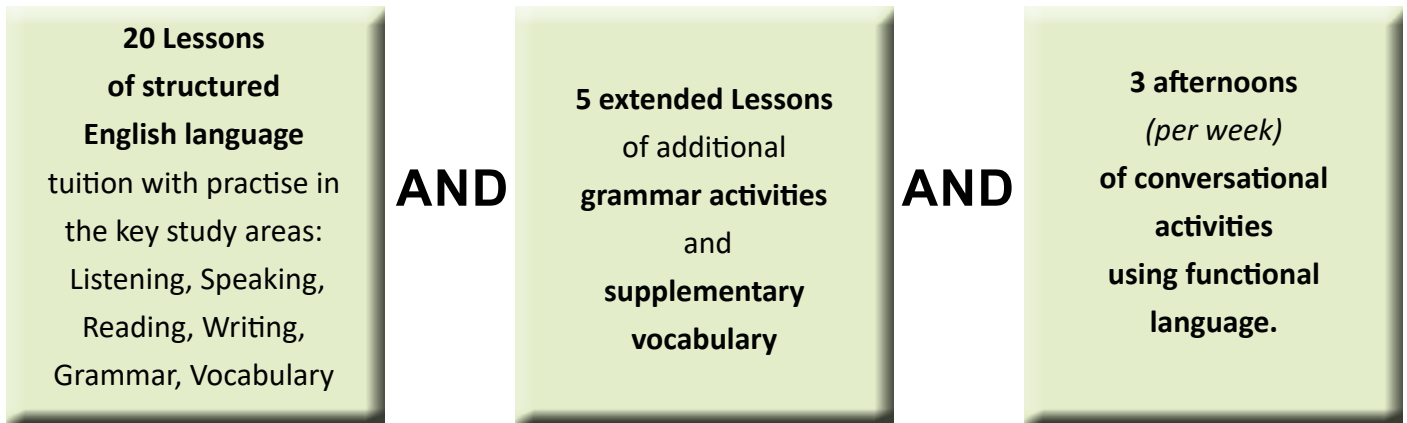 20 Lessons
of structured
English language
tuition with practise in
the key study areas:
Listening, Speaking,
Reading, Writing,
Grammar, Vocabulary
AND
5 extended Lessons
of additional
grammar activities
and
supplementary
vocabulary
AND
3 afternoons
(per week)
of conversational
activities
using functional
language.